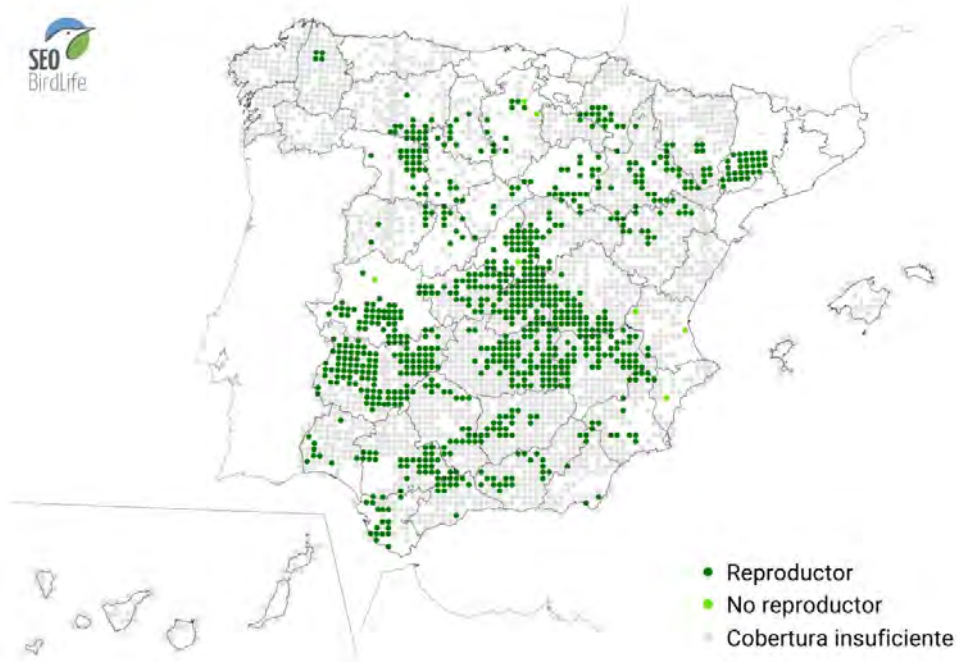 SEO
BirdLife
Reproductor
No reproductor
Cobertura insuficiente